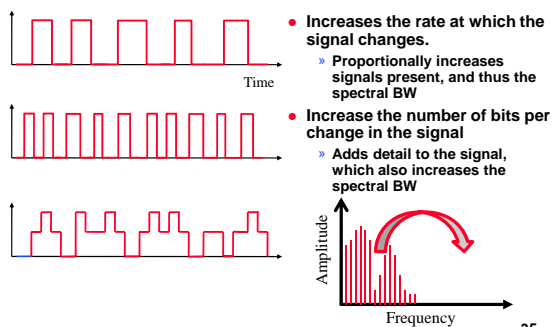 Time
● Increases the rate at which the
signal changes.
» Proportionally increases
signals present, and thus the
spectral BW
● Increase the number of bits per
change in the signal
» Adds detail to the signal,
which also increases the
spectral BW
Amplitude
Frequency